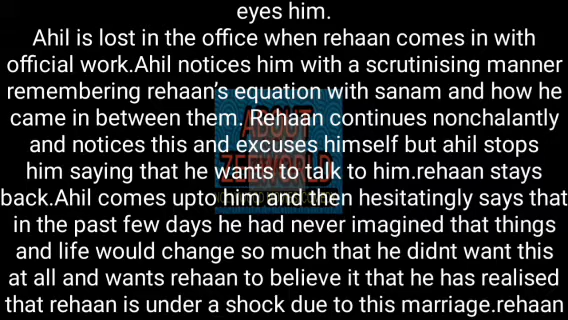 eyes him.
Ahil is lost in the office when rehaan comes in with
official work.Ahil notices him with a scrutinising manner
remembering rehaan's equation with sanam and how he
came in between them. Rehaan continues nonchalantly
and notices this and excuses himself but ahil stops
him saying that he wants to talk to him.rehaan stays
back.Ahil comes upto him and then hesitatingly says that
in the past few days he had never imagined that things
and life would change so much that he didnt want this
at all and wants rehaan to believe it that he has realised
that rehaan is under a shock due to this marriage.rehaan
ABOUT
ZEEWORLD